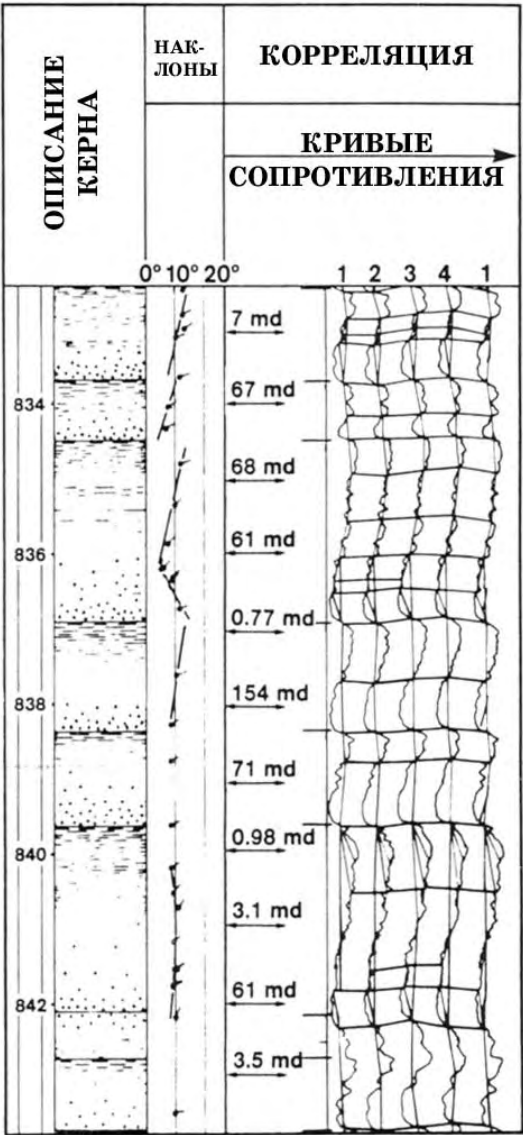 ОПИСАНИЕ
КЕРНА
НАК-
ЛОНЫ
КОРРЕЛЯЦИЯ
КРИВЫЕ
СОПРОТИВЛЕНИЯ
0° 10° 20°
1 2 3 4 1
7 md
67 md
834
68 md
61 md
836
0.77 md
154 md
838
71 md
0.98 md
840
3.1 md
61 md
842
3.5 md